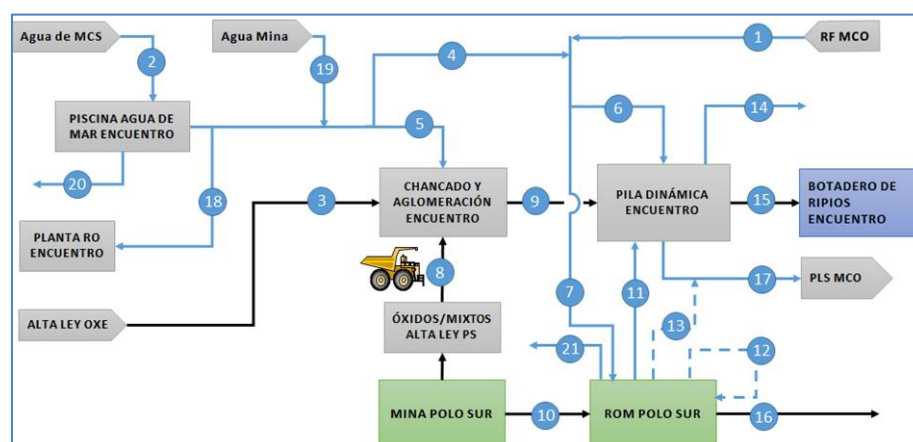 Agua de MCS
Agua Mina
RF MCO
1
2
4
19
PISCINA AGUA DE
MAR ENCUENTRO
5
6
14
20
18
3
CHANCADO Y
AGLOMERACIÓN
ENCUENTRO
9
PILA DINÁMICA
ENCUENTRO
15
BOTADERO DE
RIPIOS
ENCUENTRO
PLANTA RO
ENCUENTRO
8
7
11
17
PLS MCO
ALTA LEY OXE
ÓXIDOS/MIXTOS
ALTA LEY PS
13
12
21
MINA POLO SUR
10
ROM POLO SUR
16